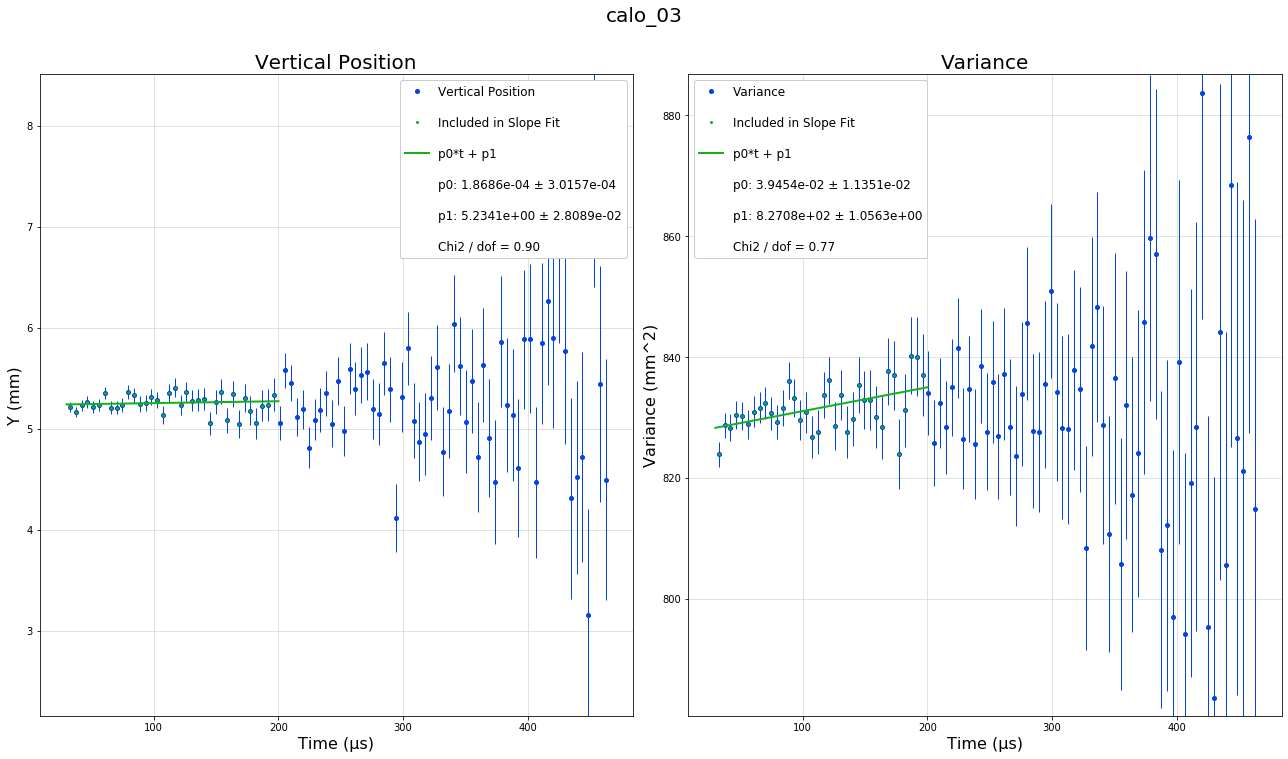 calo_03
Vertical Position
Vertical Position
Included in Slope Fit
p0*t + p1
p0: 1.8686e-04 ± 3.0157e-04
p1: 5.2341e+00 ± 2.8089e-02
Chi2 / dof = 0.90
8
7
6
5
4
3
Y (mm)
100
200
300
400
Time (µs)
Variance
Variance
Included in Slope Fit
p0*t + p1
p0: 3.9454e-02 ± 1.1351e-02
p1: 8.2708e+02 ± 1.0563e+00
Chi2 / dof = 0.77
880
860
840
820
800
Variance (mm^2)
100
200
300
400
Time (µs)